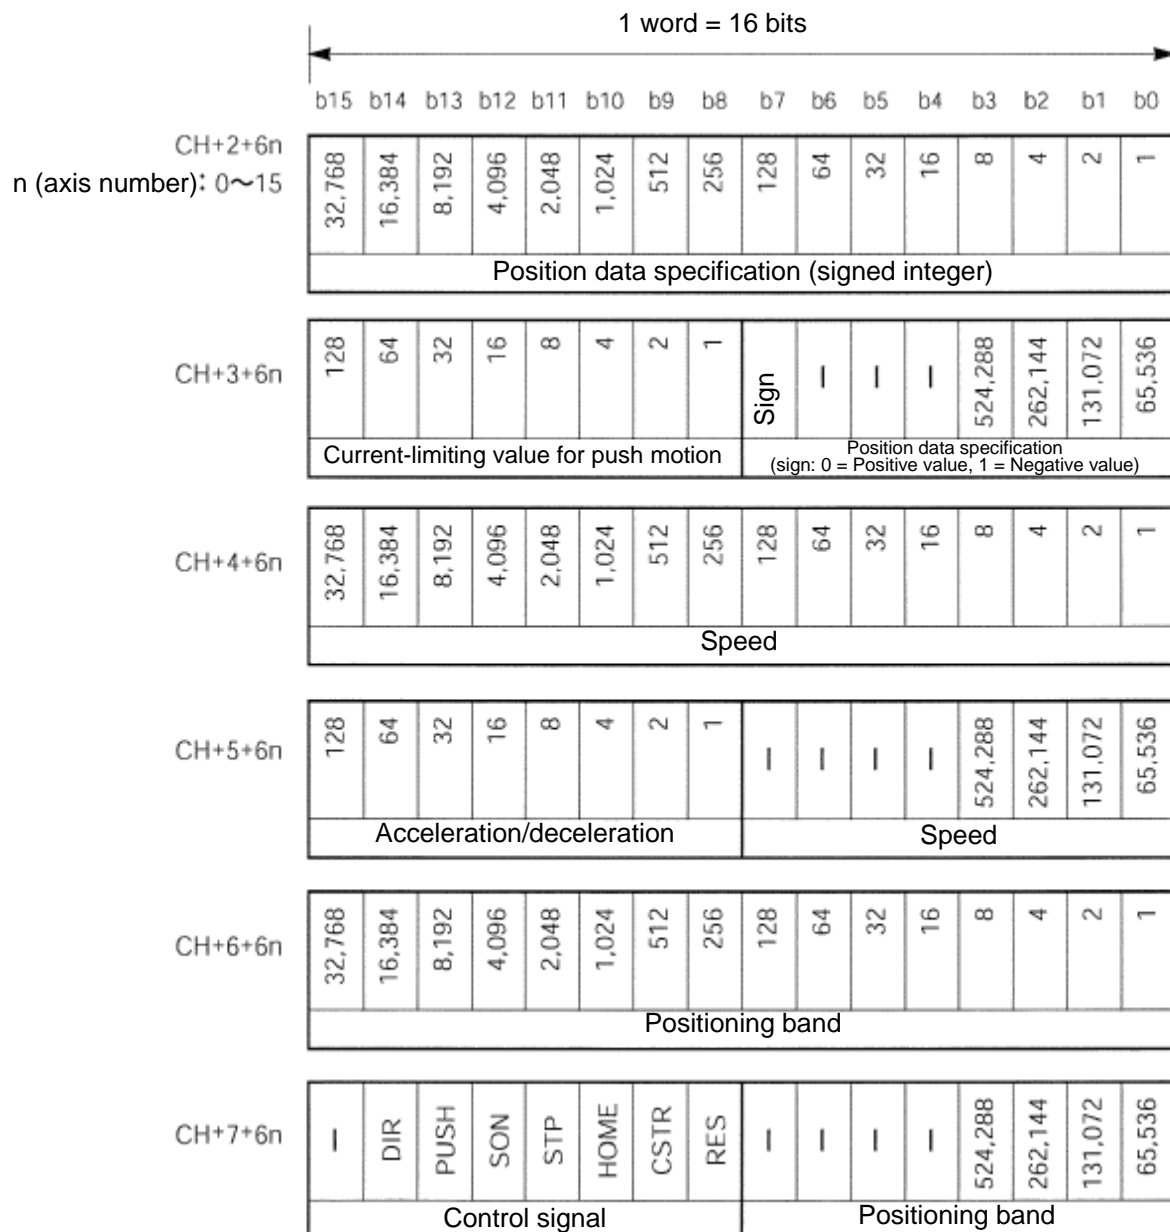 1 word = 16 bits
b15 b14 b13 b12 b11 b10 b9 b8 b7 b6 b5 b4 b3 b2 b1 b0
CH+2+6n
n (axis number): 0～15
32,768 16,384 8,192 4,096 2,048 1,024 512 256 128 64 32 16 8 4 2 1
Position data specification (signed integer)
CH+3+6n
128 64 32 16 8 4 2 1 Sign – – – 524,288 262,144 131,072 65,536
Current-limiting value for push motion
Position data specification
(sign: 0 = Positive value, 1 = Negative value)
CH+4+6n
32,768 16,384 8,192 4,096 2,048 1,024 512 256 128 64 32 16 8 4 2 1
Speed
CH+5+6n
128 64 32 16 8 4 2 1 – – – – 524,288 262,144 131,072 65,536
Acceleration/deceleration Speed
CH+6+6n
32,768 16,384 8,192 4,096 2,048 1,024 512 256 128 64 32 16 8 4 2 1
Positioning band
CH+7+6n
– DIR PUSH SON STP HOME CSTR RES – – – – 524,288 262,144 131,072 65,536
Control signal Positioning band